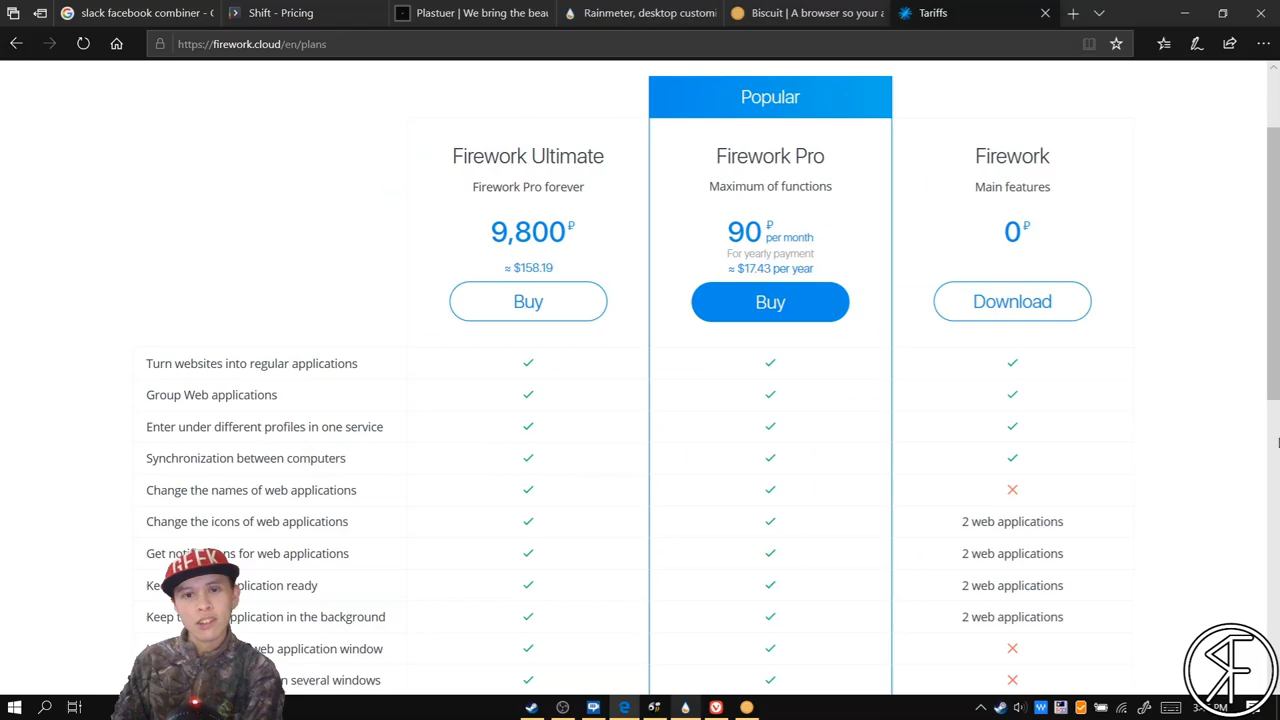 slack facebook combiner - G
Shift - Pricing
Plastuer | We bring the beau
Rainmeter, desktop customi
Biscuit | A browser so your a
Tariffs
https://firework.cloud/en/plans
Popular
Firework Ultimate
Firework Pro
Firework
Firework Pro forever
Maximum of functions
Main features
9,800 ₽
90 ₽ per month
0 ₽
For yearly payment
≈ $158.19
≈ $17.43 per year
Buy
Buy
Download
Turn websites into regular applications
Group Web applications
Enter under different profiles in one service
Synchronization between computers
Change the names of web applications
Change the icons of web applications
2 web applications
Get notifications for web applications
2 web applications
plication ready
2 web applications
Keep pplication in the background
2 web applications
web application window
n several windows
GEEK
PM